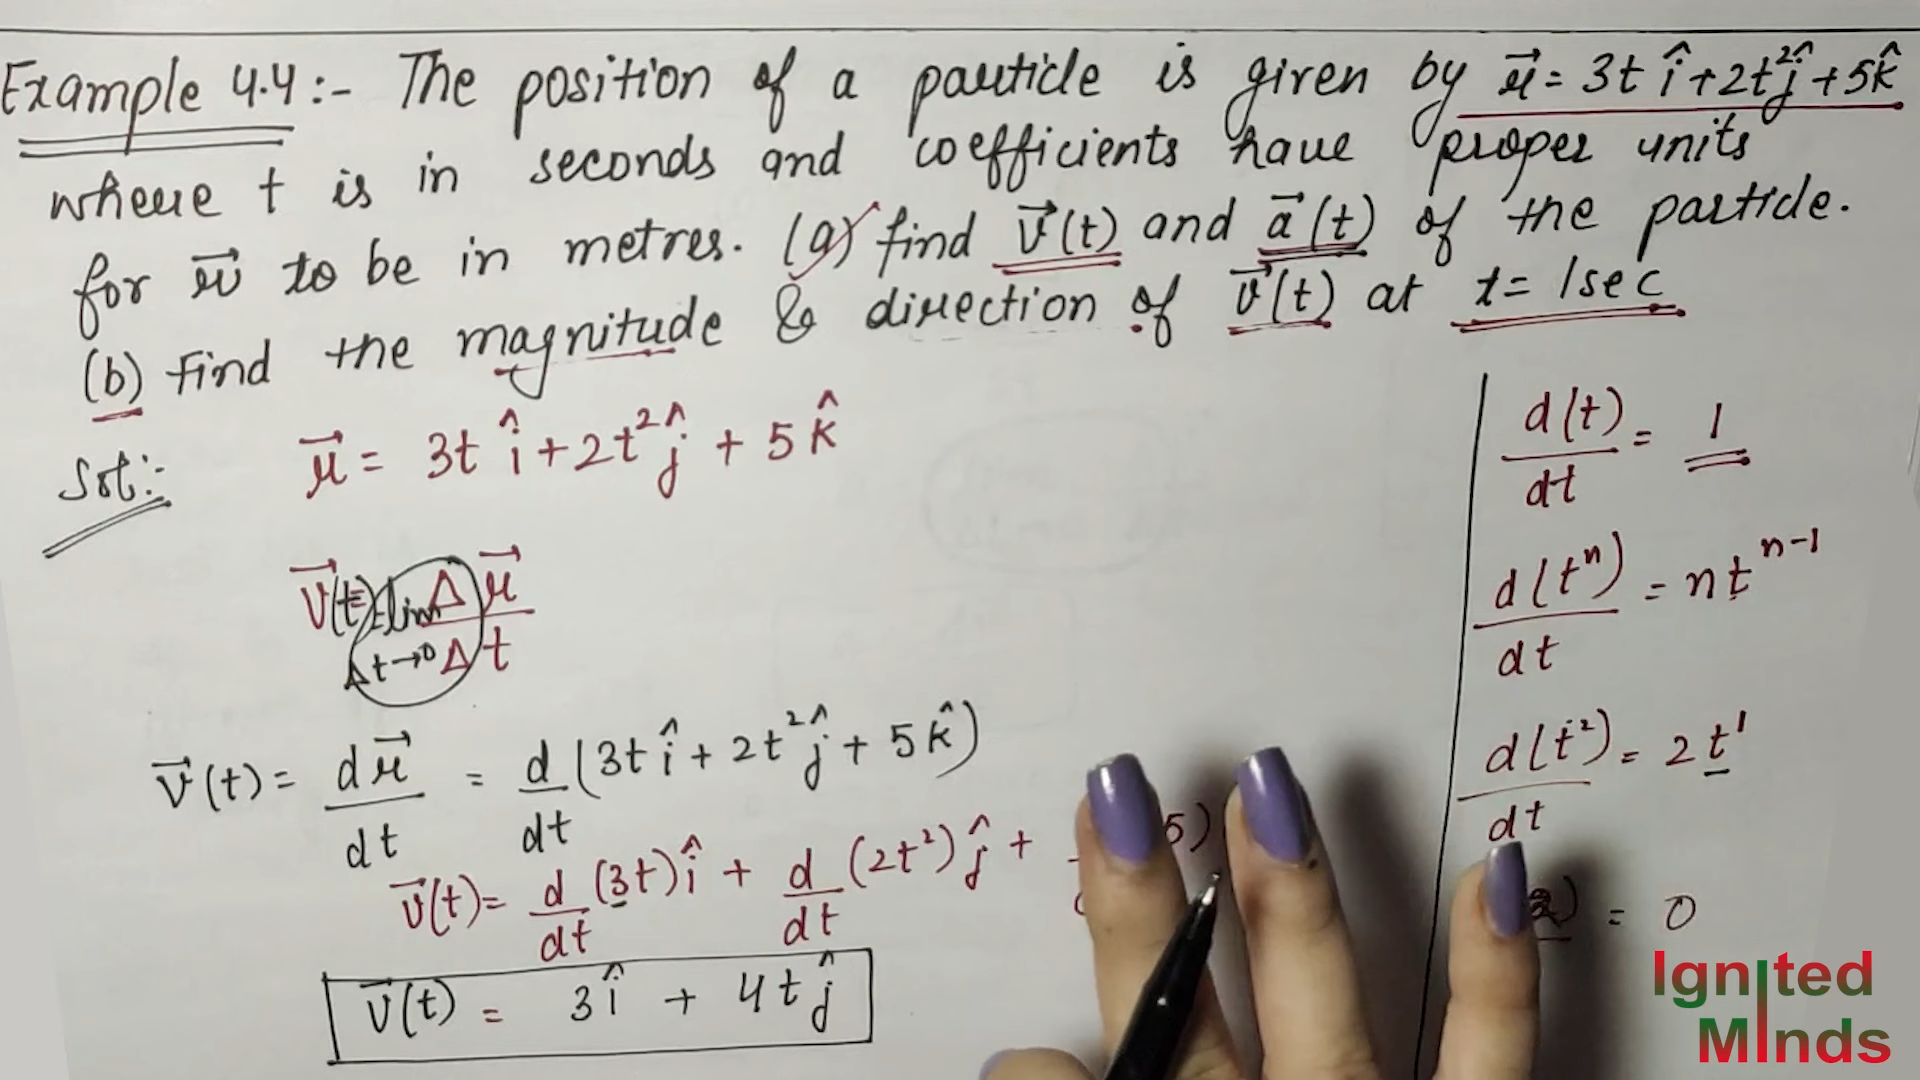 Example 4.4:- The position of a particle is given by r⃗ = 3t î + 2t² ĵ + 5k̂
where t is in seconds and coefficients have proper units
for r⃗ to be in metres. (a) find v⃗(t) and a⃗(t) of the particle.
(b) Find the magnitude & direction of v⃗(t) at t = 1sec
Sol:-
r⃗ = 3t î + 2t² ĵ + 5 k̂
v⃗(t) = lim Δt→0 Δr⃗/Δt
v⃗(t) = dr⃗/dt = d/dt (3t î + 2t² ĵ + 5 k̂)
v⃗(t) = d/dt (3t) î + d/dt (2t²) ĵ + 5)
v⃗(t) = 3î + 4t ĵ
d(t)/dt = 1
d(tⁿ)/dt = n tⁿ⁻¹
d(t²)/dt = 2 t¹
2) = 0
Ignited
Minds